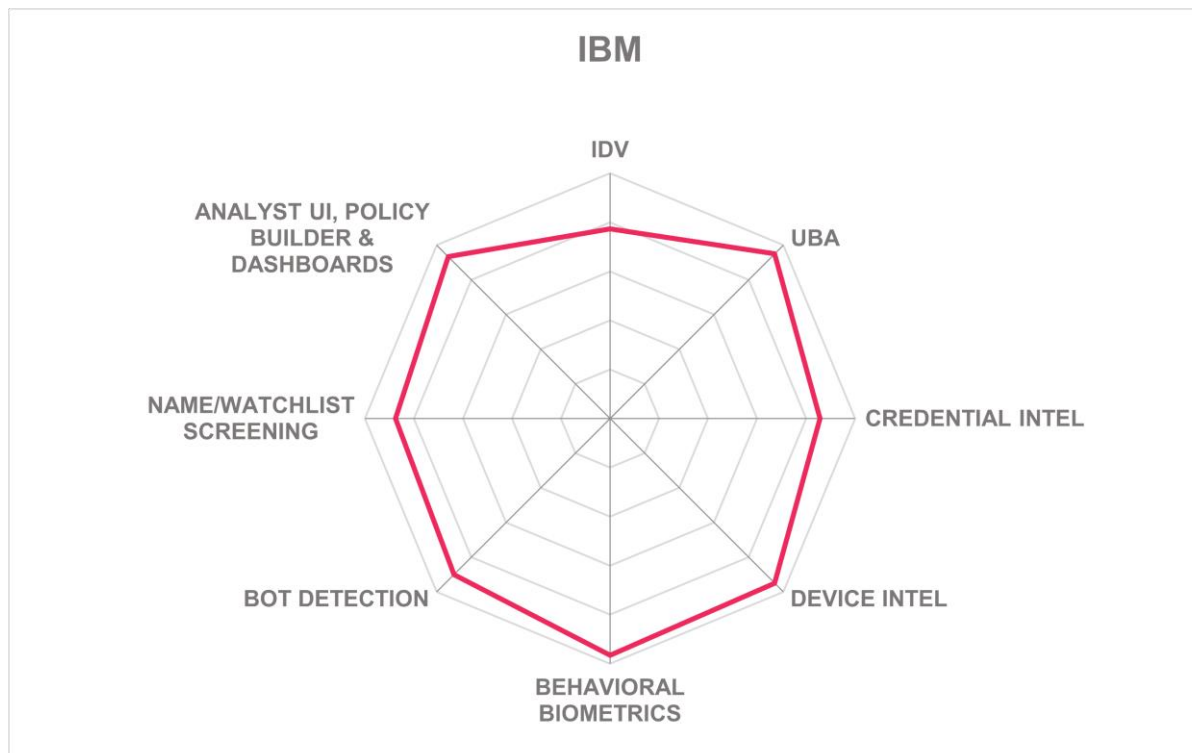 IBM
IDV
ANALYST UI, POLICY
BUILDER &
DASHBOARDS
UBA
NAME/WATCHLIST
SCREENING
CREDENTIAL INTEL
BOT DETECTION
DEVICE INTEL
BEHAVIORAL
BIOMETRICS